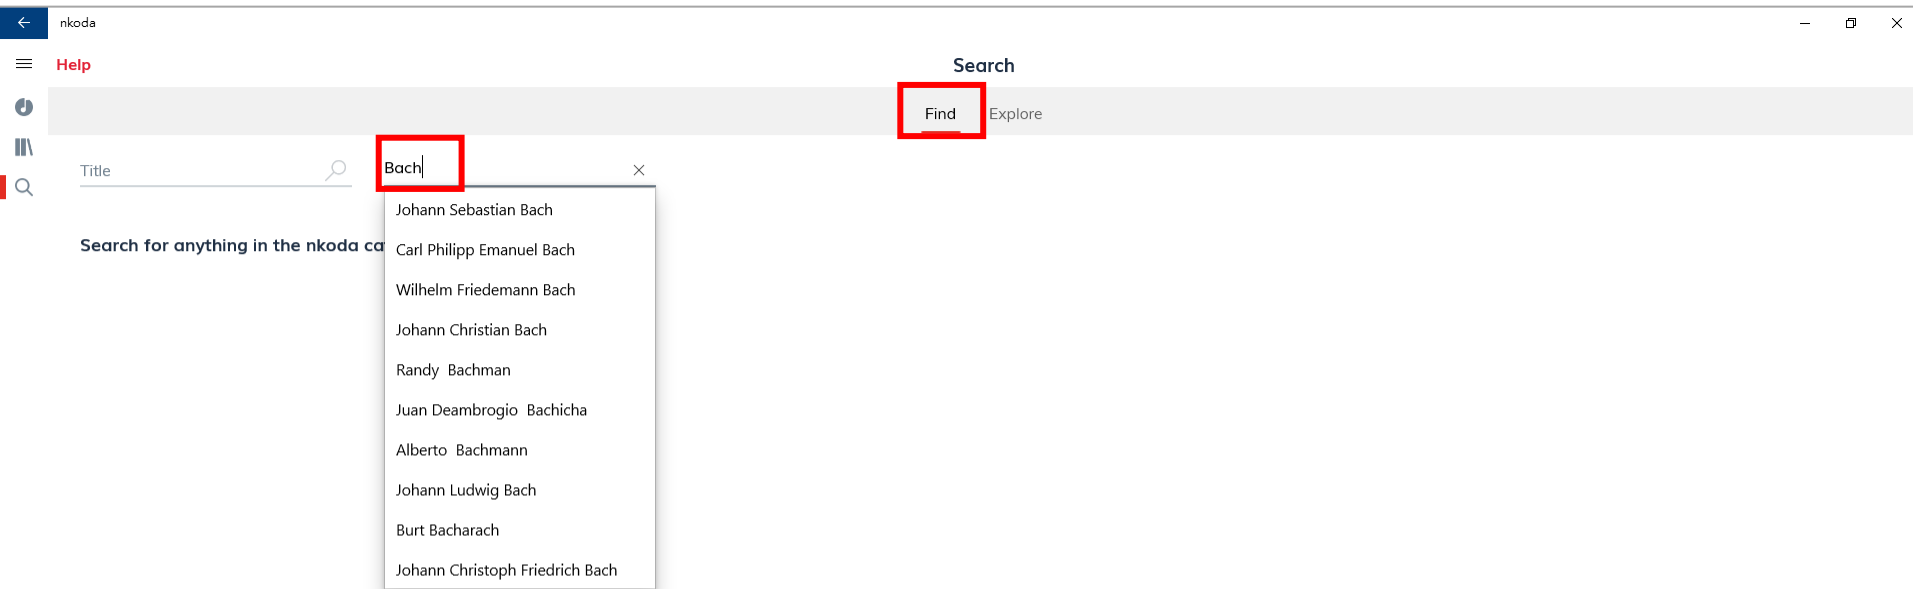 nkoda
Help
Search
Find Explore
Title
Bach
Search for anything in the nkoda ca
Johann Sebastian Bach
Carl Philipp Emanuel Bach
Wilhelm Friedemann Bach
Johann Christian Bach
Randy Bachman
Juan Deambrogio Bachicha
Alberto Bachmann
Johann Ludwig Bach
Burt Bacharach
Johann Christoph Friedrich Bach